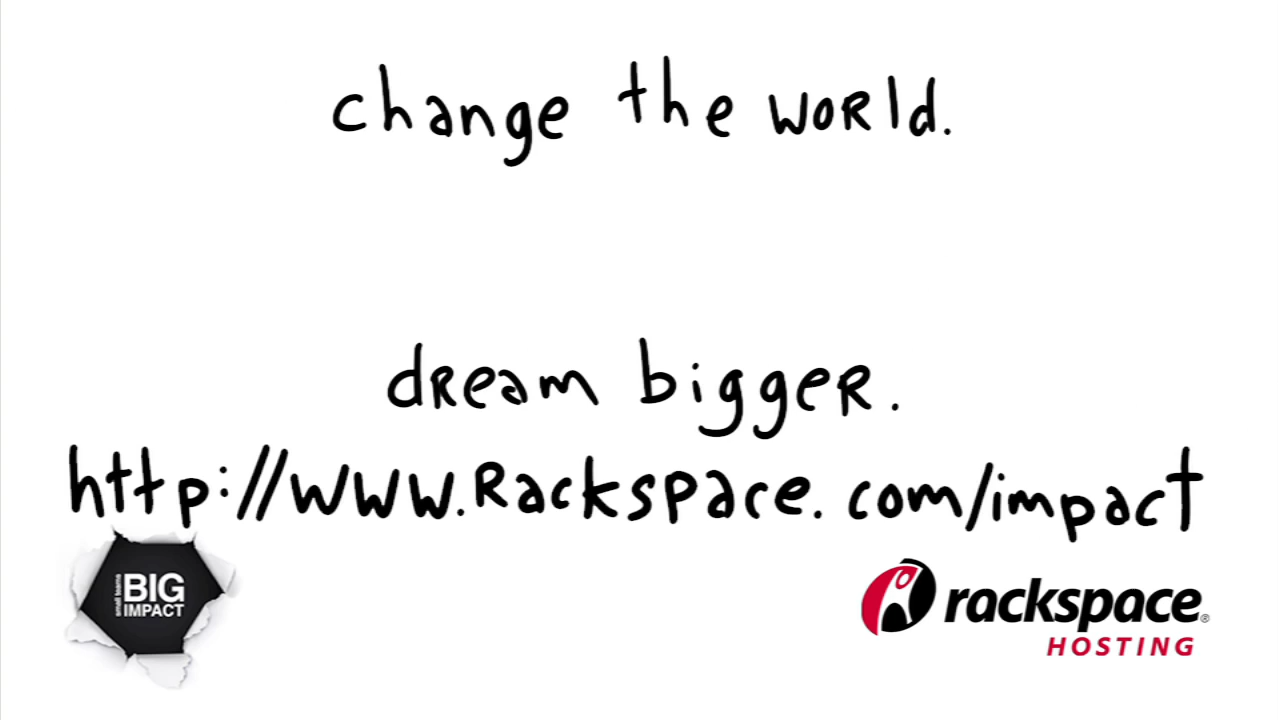 change the world.
dream bigger.
http://www.Rackspace.com/impact
small teams
BIG
IMPACT
rackspace®
HOSTING